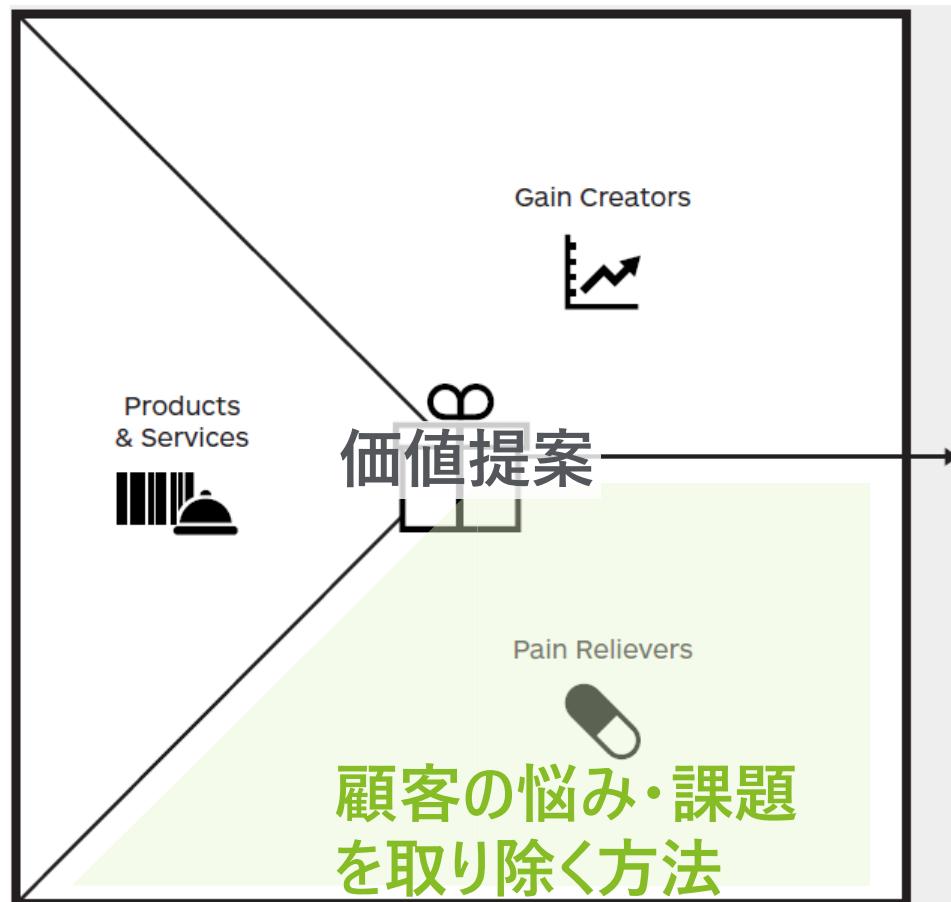 Gain Creators
Products
& Services
価値提案
Pain Relievers
顧客の悩み・課題
を取り除く方法